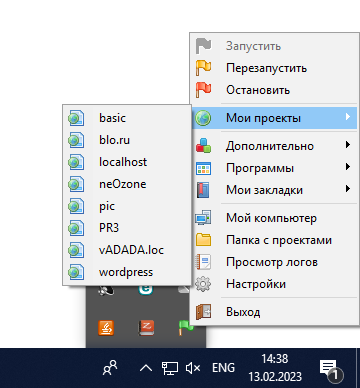 Запустить
Перезапустить
Остановить
Мои проекты
Дополнительно
Программы
Мои закладки
Мой компьютер
Папка с проектами
Просмотр логов
Настройки
Выход
basic
blo.ru
localhost
neOzone
pic
PR3
vADADA.loc
wordpress
ENG
14:38
13.02.2023
1